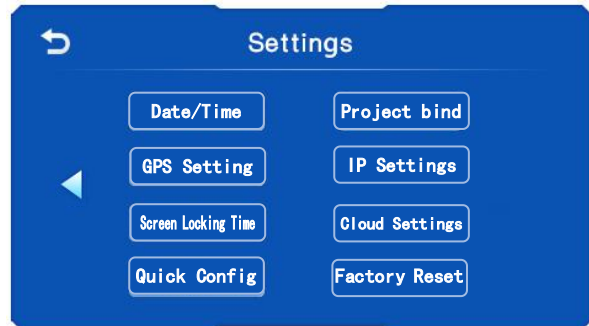 Settings
Date/Time
Project bind
GPS Setting
IP Settings
Screen Locking Time
Cloud Settings
Quick Config
Factory Reset